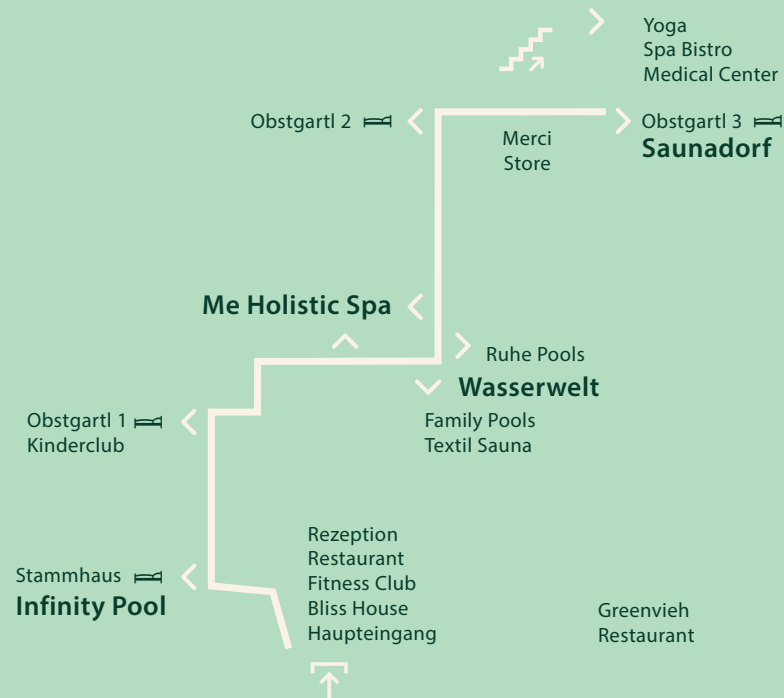 Yoga
Spa Bistro
Medical Center
Obstgartl 2
Obstgartl 3
Saunadorf
Merci
Store
Me Holistic Spa
Ruhe Pools
Wasserwelt
Family Pools
Textil Sauna
Obstgartl 1
Kinderclub
Stammhaus
Infinity Pool
Rezeption
Restaurant
Fitness Club
Bliss House
Haupteingang
Greenvieh
Restaurant